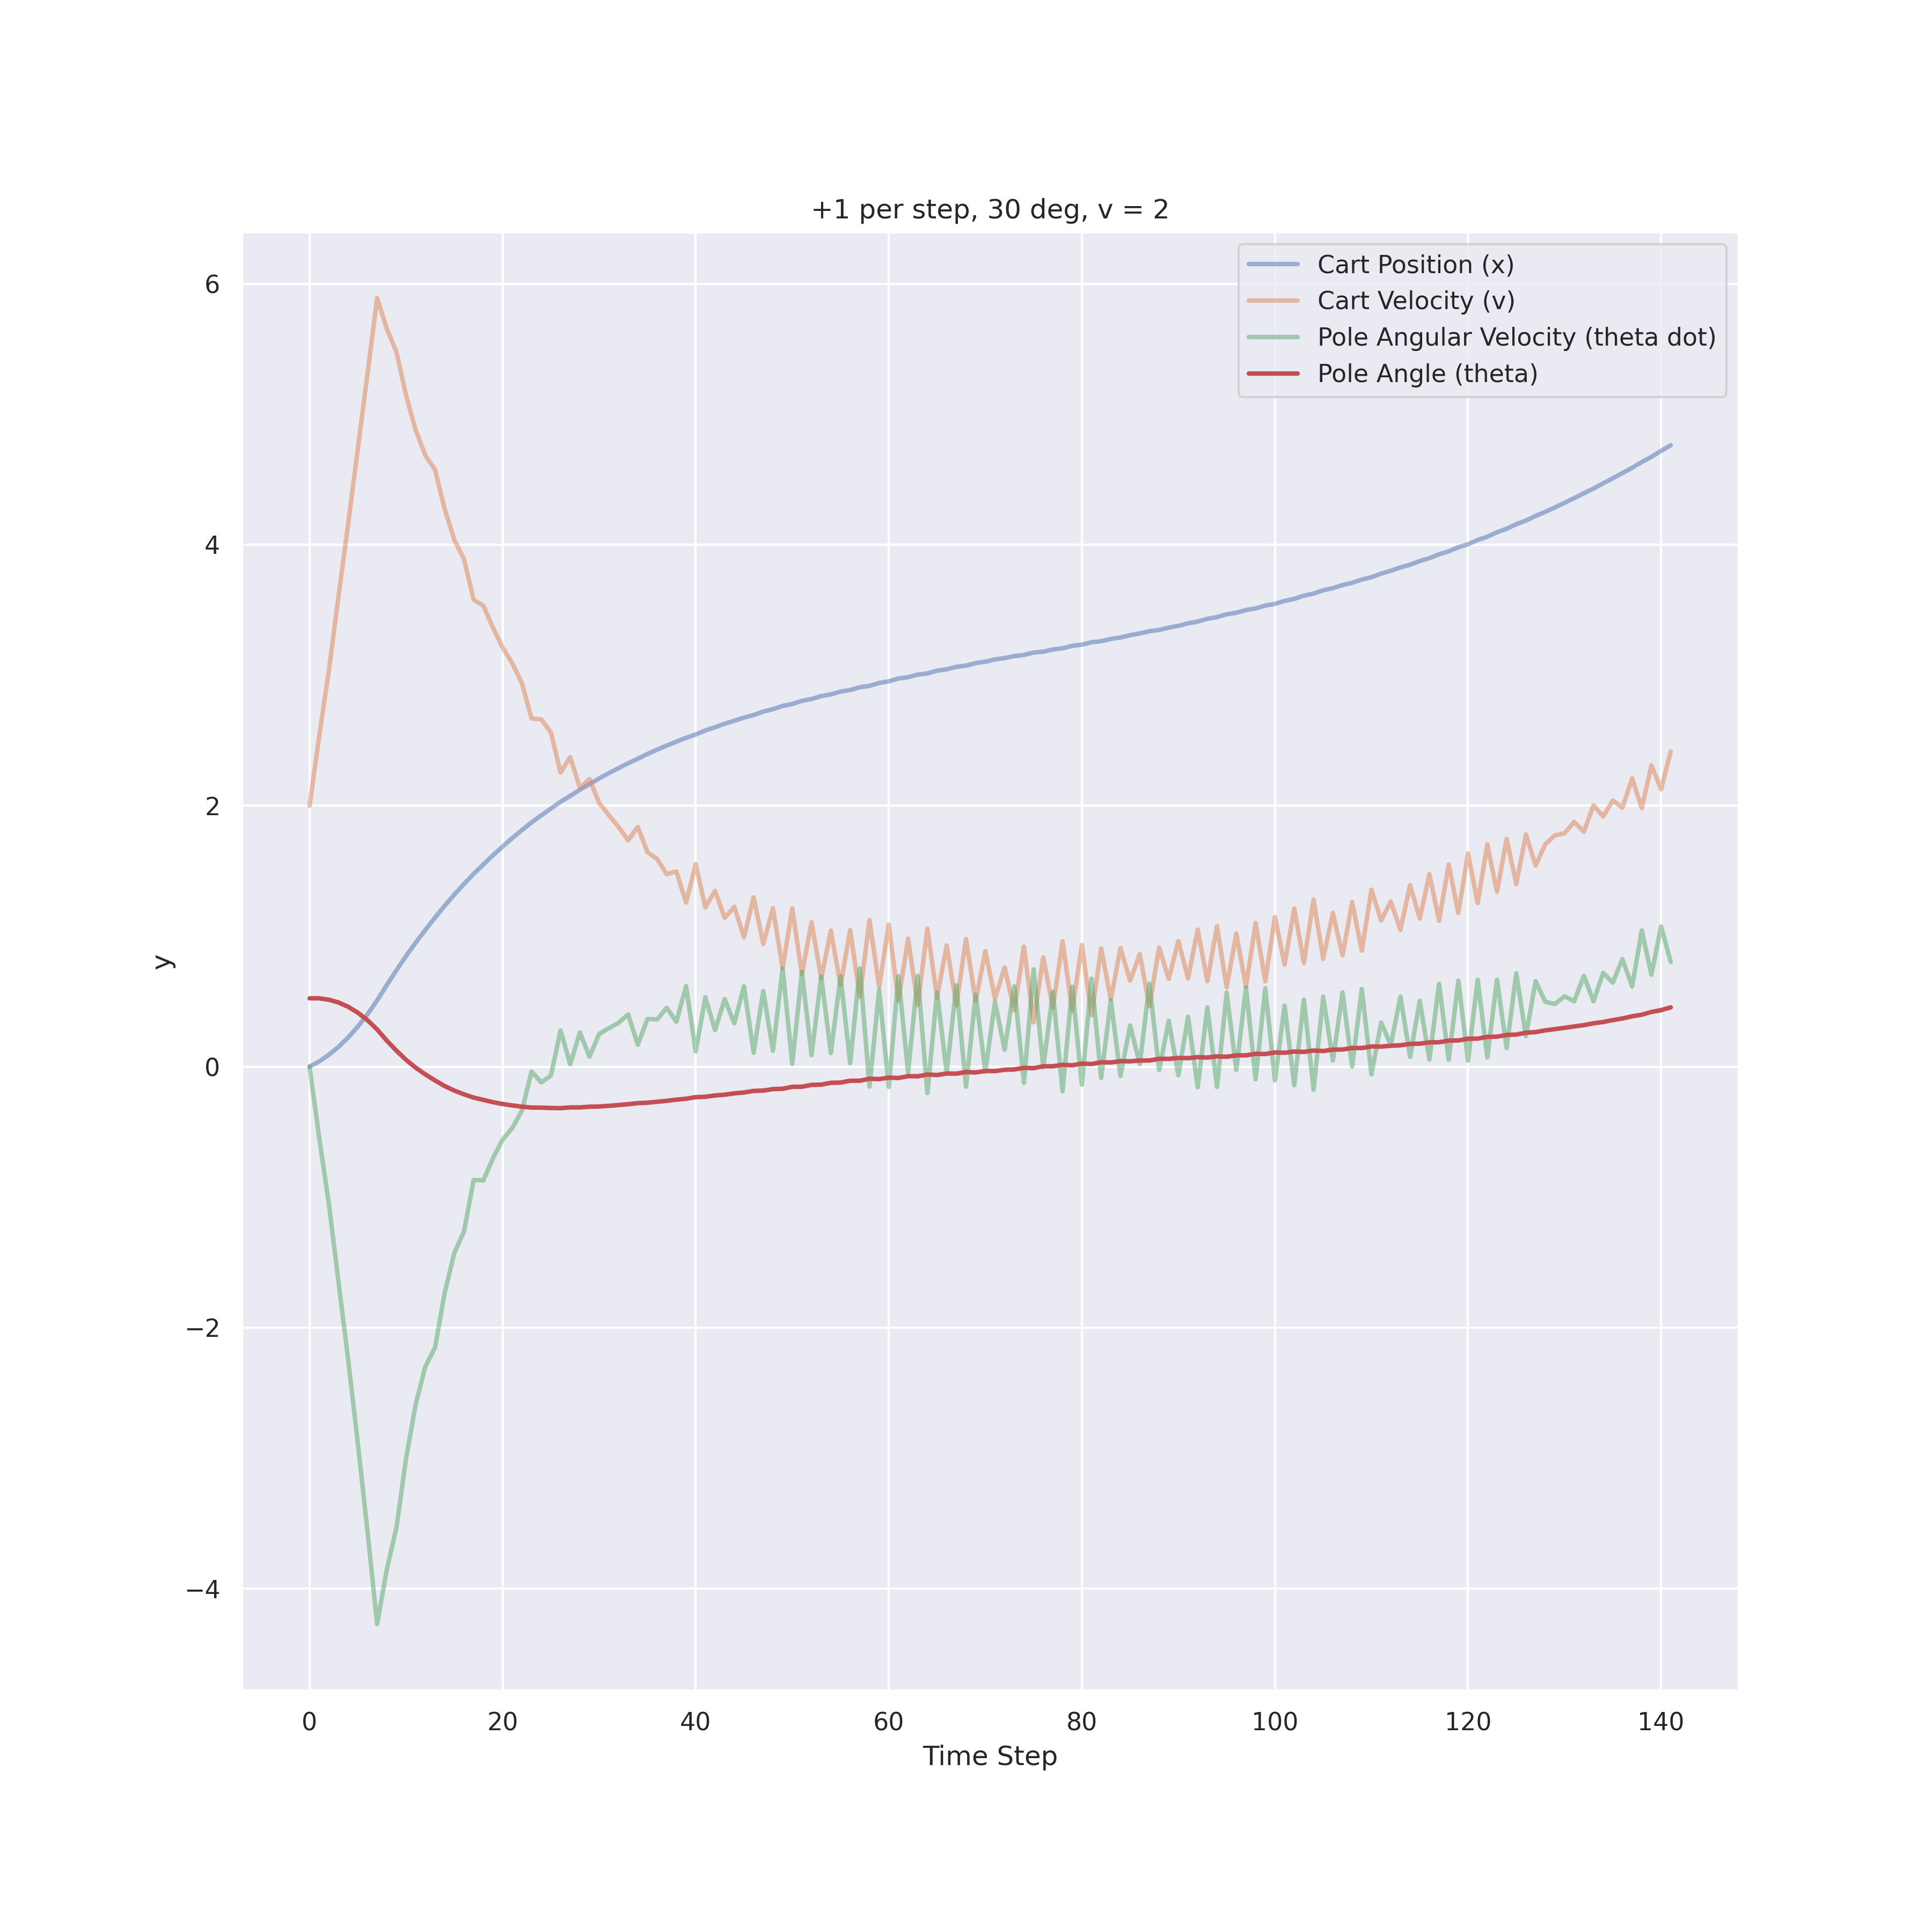 +1 per step, 30 deg, v = 2
Cart Position (x)
Cart Velocity (v)
Pole Angular Velocity (theta dot)
Pole Angle (theta)
6
4
2
0
−2
−4
y
0 20 40 60 80 100 120 140
Time Step